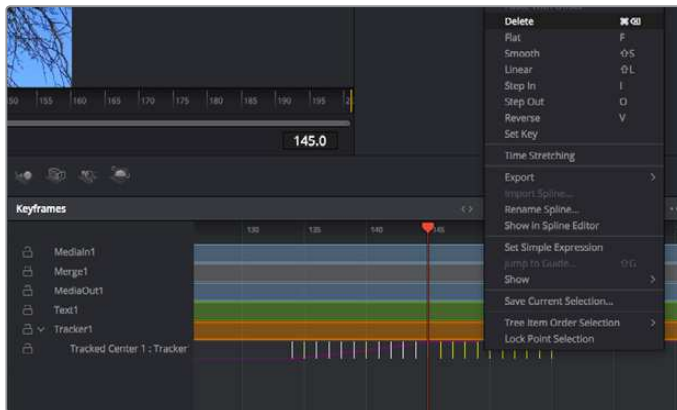 Delete ⌘⌫
Flat F
Smooth ⇧S
Linear ⇧L
Step In I
Step Out O
Reverse V
Set Key
Time Stretching
Export >
Import Spline...
Rename Spline...
Show in Spline Editor
Set Simple Expression
Jump to Guide... ⇧G
Show >
Save Current Selection...
Tree Item Order Selection >
Lock Point Selection
155 160 165 170 175 180 185 190 195
145.0
Keyframes
130 135 140 145
MediaIn1
Merge1
MediaOut1
Text1
Tracker1
Tracked Center 1 : Tracker